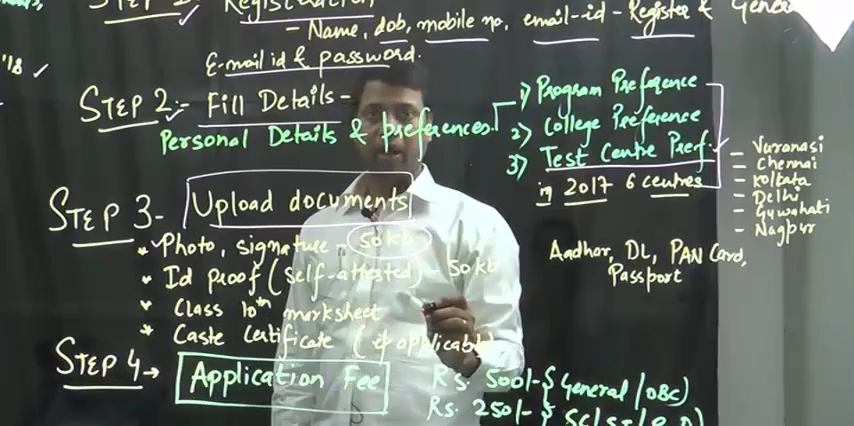 Registration
- Name, dob, mobile no, email-id - Register &
E-mail id & password.
'18 ✓
STEP 2:- Fill Details -
Personal Details & preferences.
1) Program Preference
2) College Preference
3) Test Centre Pref.
in 2017 6 centres
- Varanasi
- Chennai
- Kolkata
- Delhi
- Guwahati
- Nagpur
STEP 3- Upload documents
* Photo, signature - 50kb
* Id proof (self-attested) - 50kb
* Class 10th marksheet
* Caste Certificate (if applicable)
Aadhar, DL, PAN Card,
Passport
STEP 4→ Application Fee
Rs. 500/- { General/OBC)
Rs. 250/- }